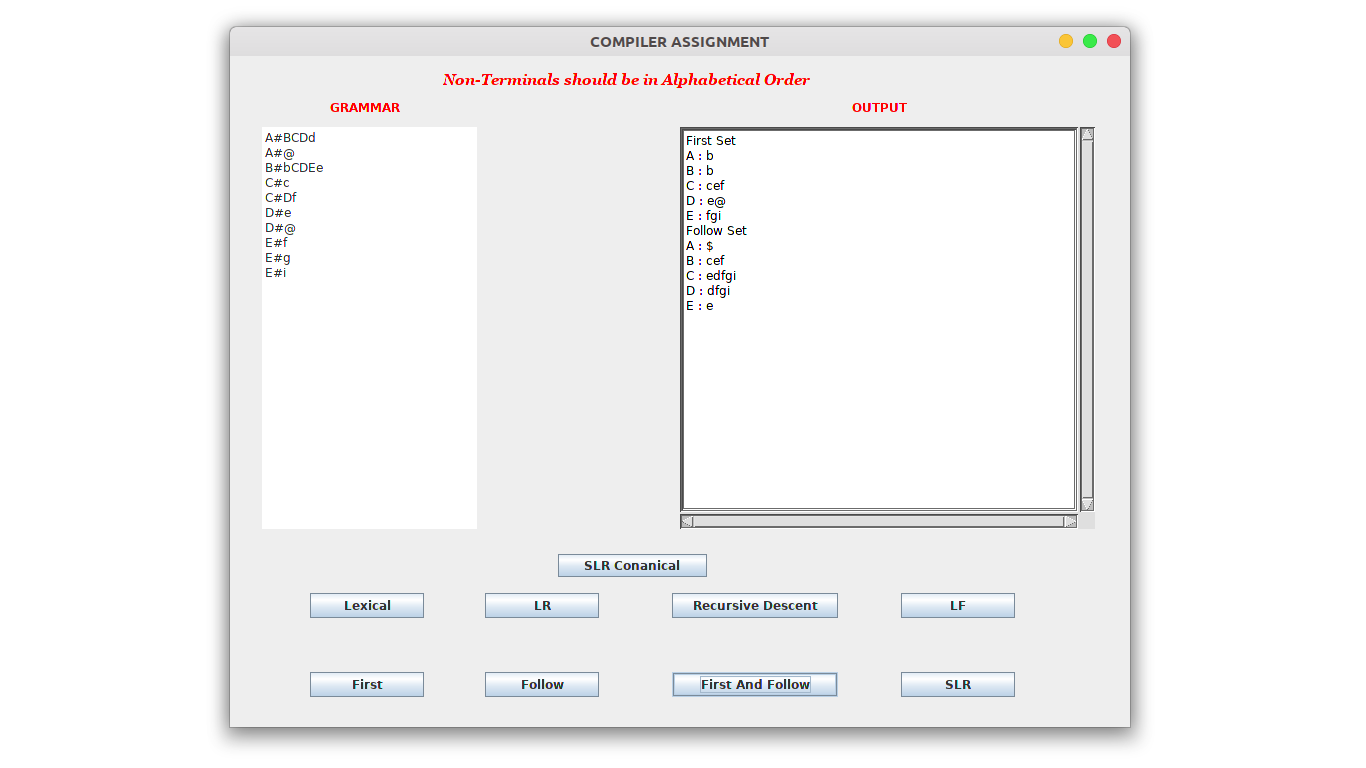 COMPILER ASSIGNMENT
Non-Terminals should be in Alphabetical Order
GRAMMAR
A#BCDd
A#@
B#bCDEe
C#c
C#Df
D#e
D#@
E#f
E#g
E#i
OUTPUT
First Set
A : b
B : b
C : cef
D : e@
E : fgi
Follow Set
A : $
B : cef
C : edfgi
D : dfgi
E : e
SLR Conanical
Lexical
LR
Recursive Descent
LF
First
Follow
First And Follow
SLR